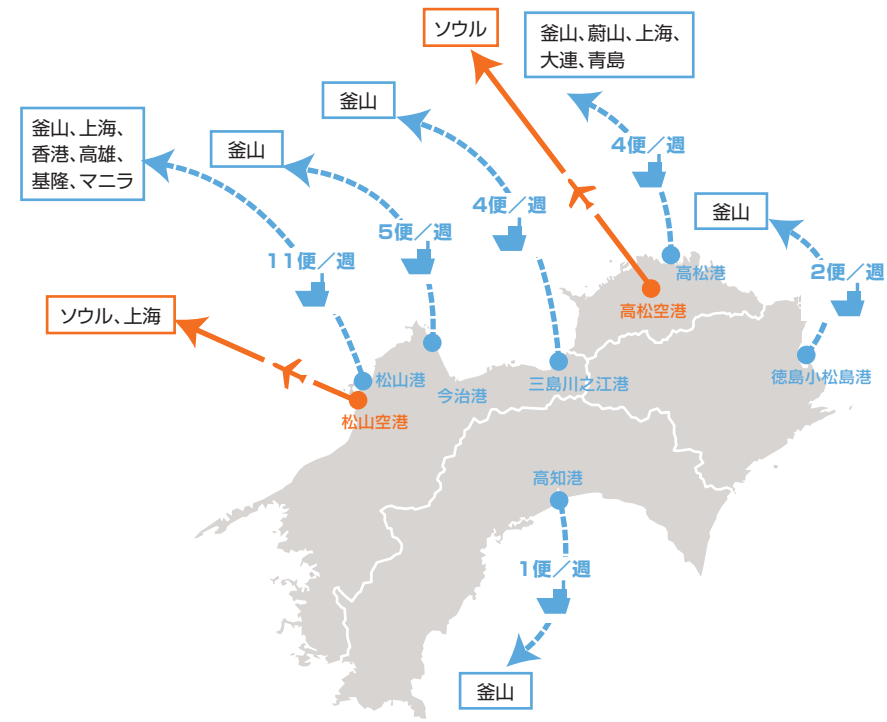 ソウル
釜山、蔚山、上海、
大連、青島
釜山
釜山、上海、
香港、高雄、
基隆、マニラ
釜山
4便／週
4便／週
釜山
5便／週
11便／週
2便／週
高松港
高松空港
ソウル、上海
松山港
今治港
三島川之江港
徳島小松島港
松山空港
高知港
1便／週
釜山